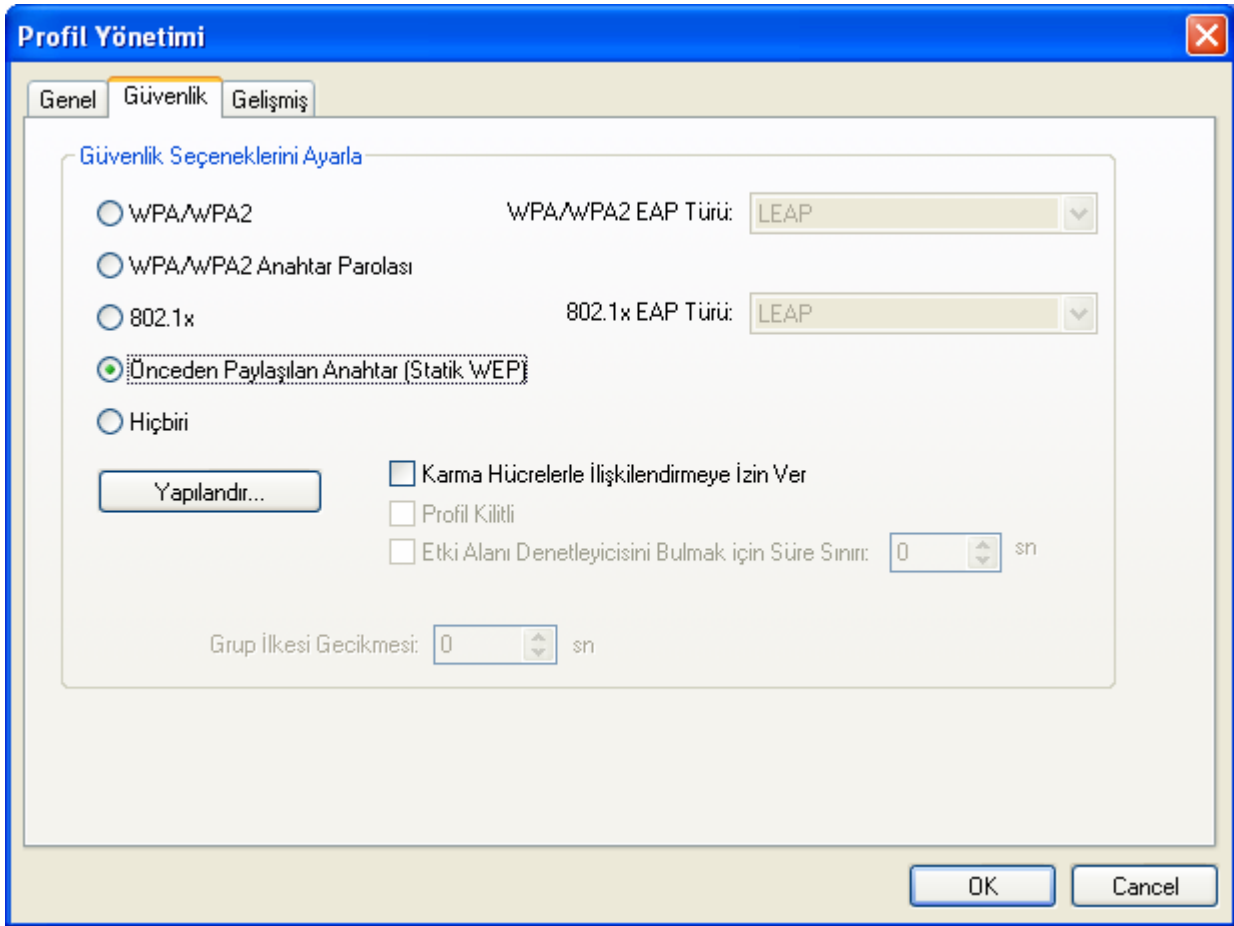 Profil Yönetimi
Genel Güvenlik Gelişmiş
Güvenlik Seçeneklerini Ayarla
WPA/WPA2 WPA/WPA2 EAP Türü: LEAP
WPA/WPA2 Anahtar Parolası
802.1x 802.1x EAP Türü: LEAP
Önceden Paylaşılan Anahtar (Statik WEP)
Hiçbiri
Yapılandır... Karma Hücrelerle İlişkilendirmeye İzin Ver
Profil Kilitli
Etki Alanı Denetleyicisini Bulmak için Süre Sınırı: 0 sn
Grup İlkesi Gecikmesi: 0 sn
OK Cancel